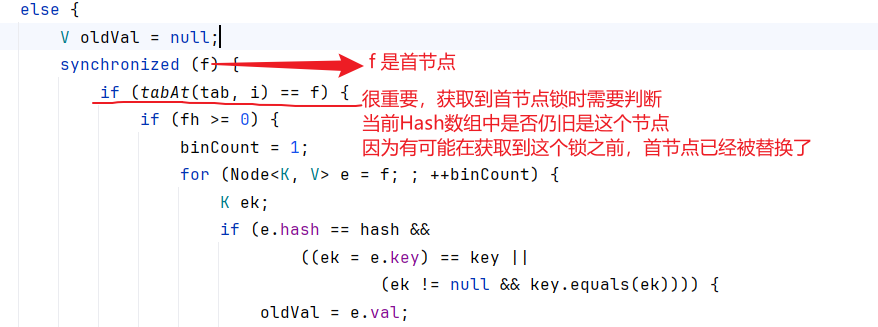 else {
V oldVal = null;
synchronized (f) {
f 是首节点
if (tabAt(tab, i) == f) {
很重要，获取到首节点锁时需要判断
当前Hash数组中是否仍旧是这个节点
因为有可能在获取到这个锁之前，首节点已经被替换了
if (fh >= 0) {
binCount = 1;
for (Node<K, V> e = f; ; ++binCount) {
K ek;
if (e.hash == hash &&
((ek = e.key) == key ||
(ek != null && key.equals(ek)))) {
oldVal = e.val;